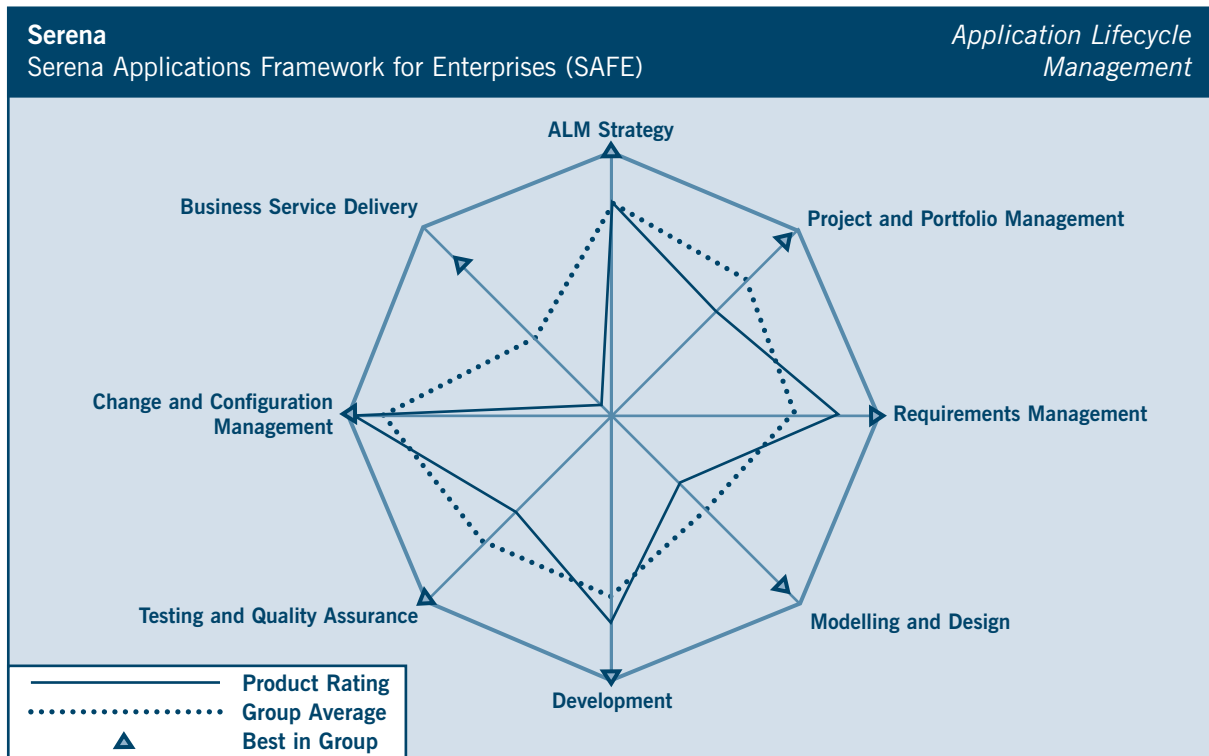 Serena
Serena Applications Framework for Enterprises (SAFE)
Application Lifecycle
Management
ALM Strategy
Business Service Delivery
Project and Portfolio Management
Change and Configuration
Management
Requirements Management
Testing and Quality Assurance
Modelling and Design
Development
Product Rating
Group Average
Best in Group